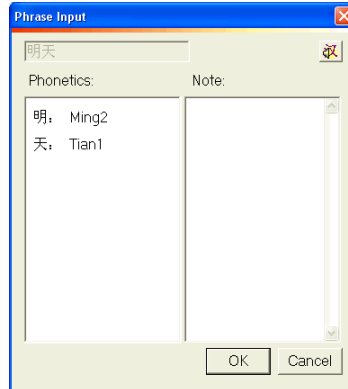 Phrase Input
明天
Phonetics: Note:
明： Ming2
天： Tian1
OK Cancel